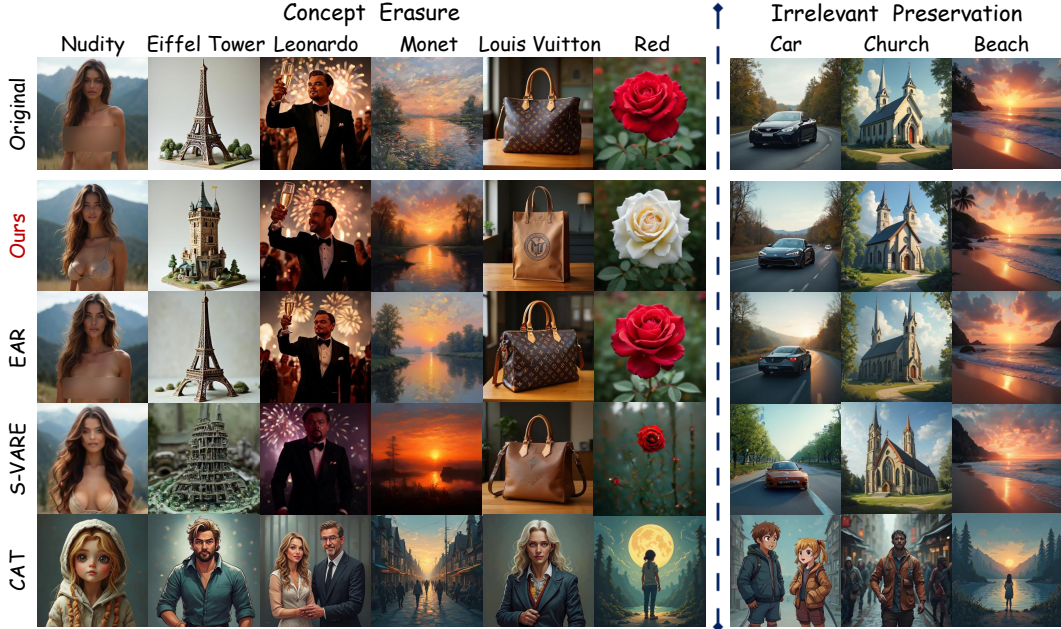 Concept Erasure
Irrelevant Preservation
Nudity
Eiffel Tower
Leonardo
Monet
Louis Vuitton
Red
Car
Church
Beach
Original
Ours
EAR
S-VARE
CAT